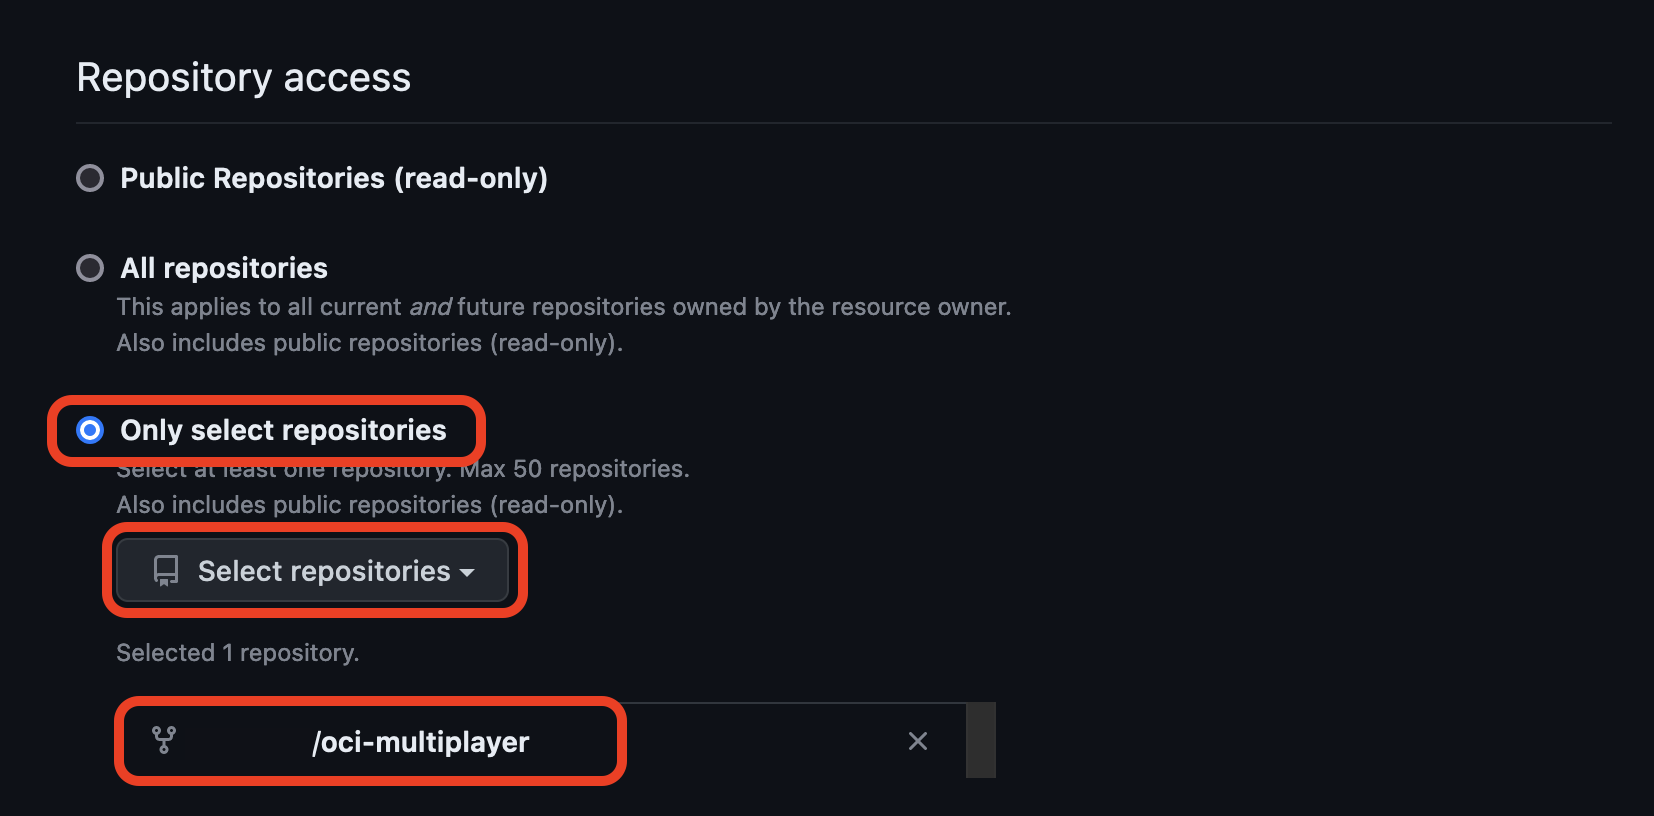 Repository access
Public Repositories (read-only)
All repositories
This applies to all current and future repositories owned by the resource owner.
Also includes public repositories (read-only).
Only select repositories
Select at least one repository. Max 50 repositories.
Also includes public repositories (read-only).
Select repositories
Selected 1 repository.
/oci-multiplayer